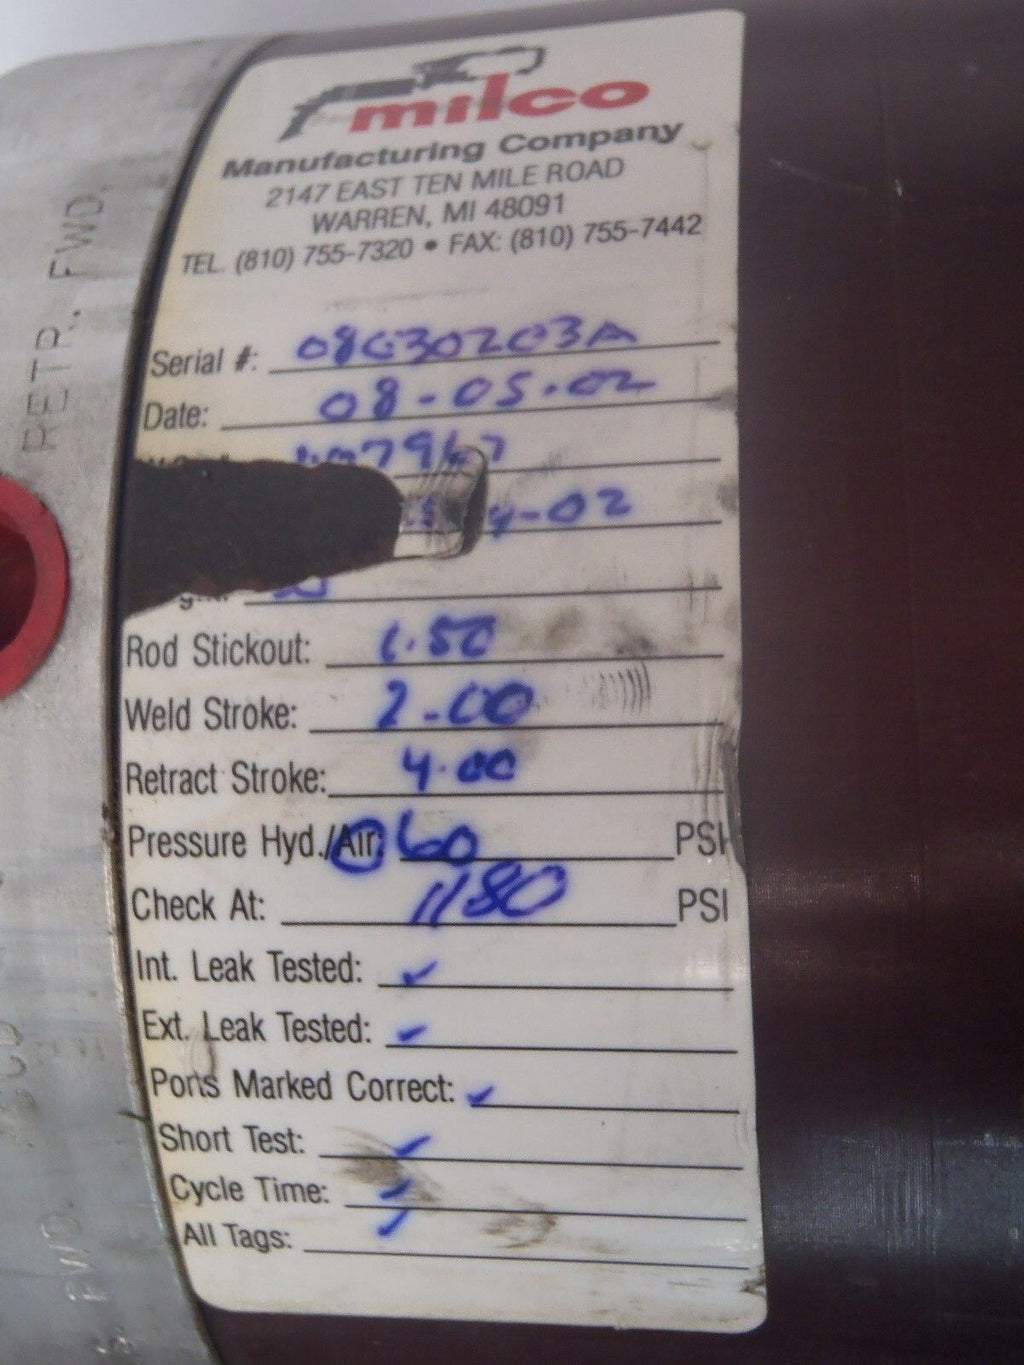 milco
Manufacturing Company
2147 EAST TEN MILE ROAD
WARREN, MI 48091
TEL. (810) 755-7320 • FAX: (810) 755-7442
Serial #: 08030203A
Date: 08-05-02
-02
Rod Stickout: 1.50
Weld Stroke: 2.00
Retract Stroke: 4.00
Pressure Hyd./Air: 60 PSI
Check At: 1180 PSI
Int. Leak Tested: ✓
Ext. Leak Tested: ✓
Ports Marked Correct: ✓
Short Test: ✓
Cycle Time: ✓
All Tags: ✓
RETR., FWD.
FWD.